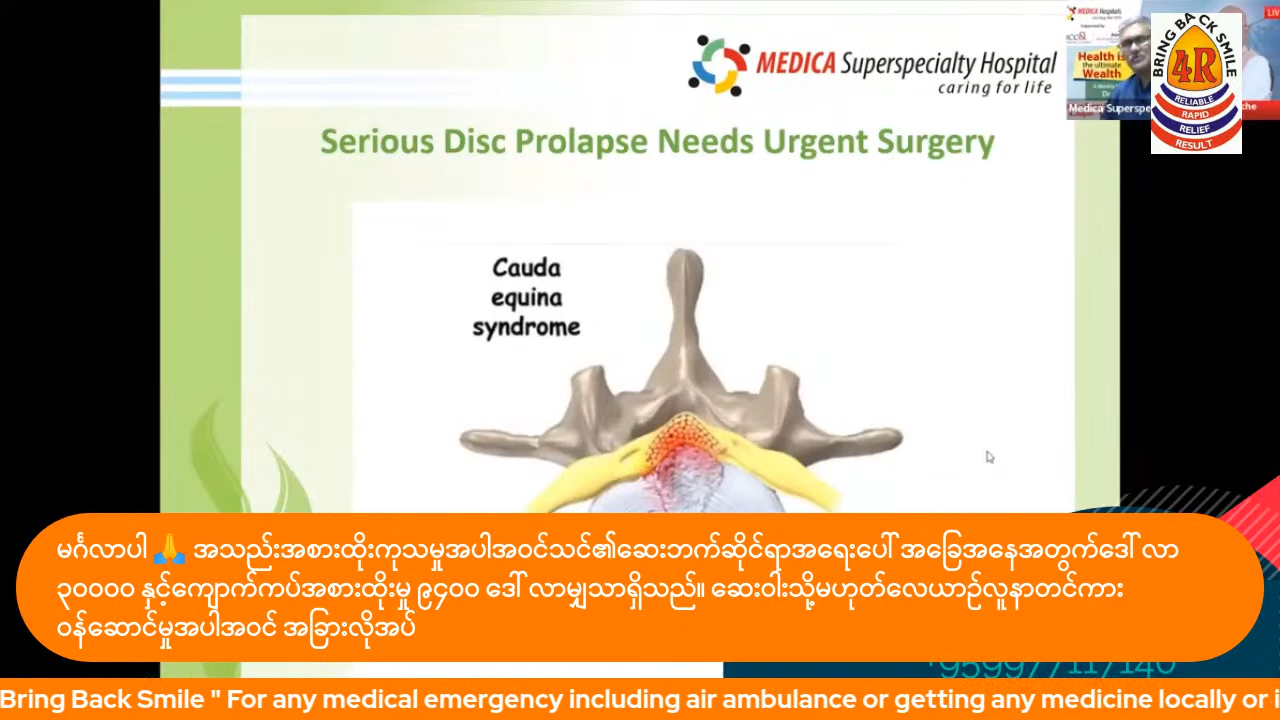 MEDICA Superspecialty Hospital
caring for life
Serious Disc Prolapse Needs Urgent Surgery
Cauda
equina
syndrome
MEDICA Hospitals
Health is
the ultimate
Wealth
Medica Superspe
LIV
BRING BACK SMILE
4R
RELIABLE
RAPID
RELIEF
RESULT
မင်္ဂလာပါ 🙏 အသည်းအစားထိုးကုသမှုအပါအဝင်သင်၏ဆေးဘက်ဆိုင်ရာအရေးပေါ် အခြေအနေအတွက်ဒေါ် လာ
၃၀၀၀၀ နှင့်ကျောက်ကပ်အစားထိုးမှု ၉၄၀၀ ဒေါ် လာမျှသာရှိသည်။ ဆေးဝါးသို့မဟုတ်လေယာဉ်လူနာတင်ကား
ဝန်ဆောင်မှုအပါအဝင် အခြားလိုအပ်
+959977117140
Bring Back Smile " For any medical emergency including air ambulance or getting any medicine locally or i